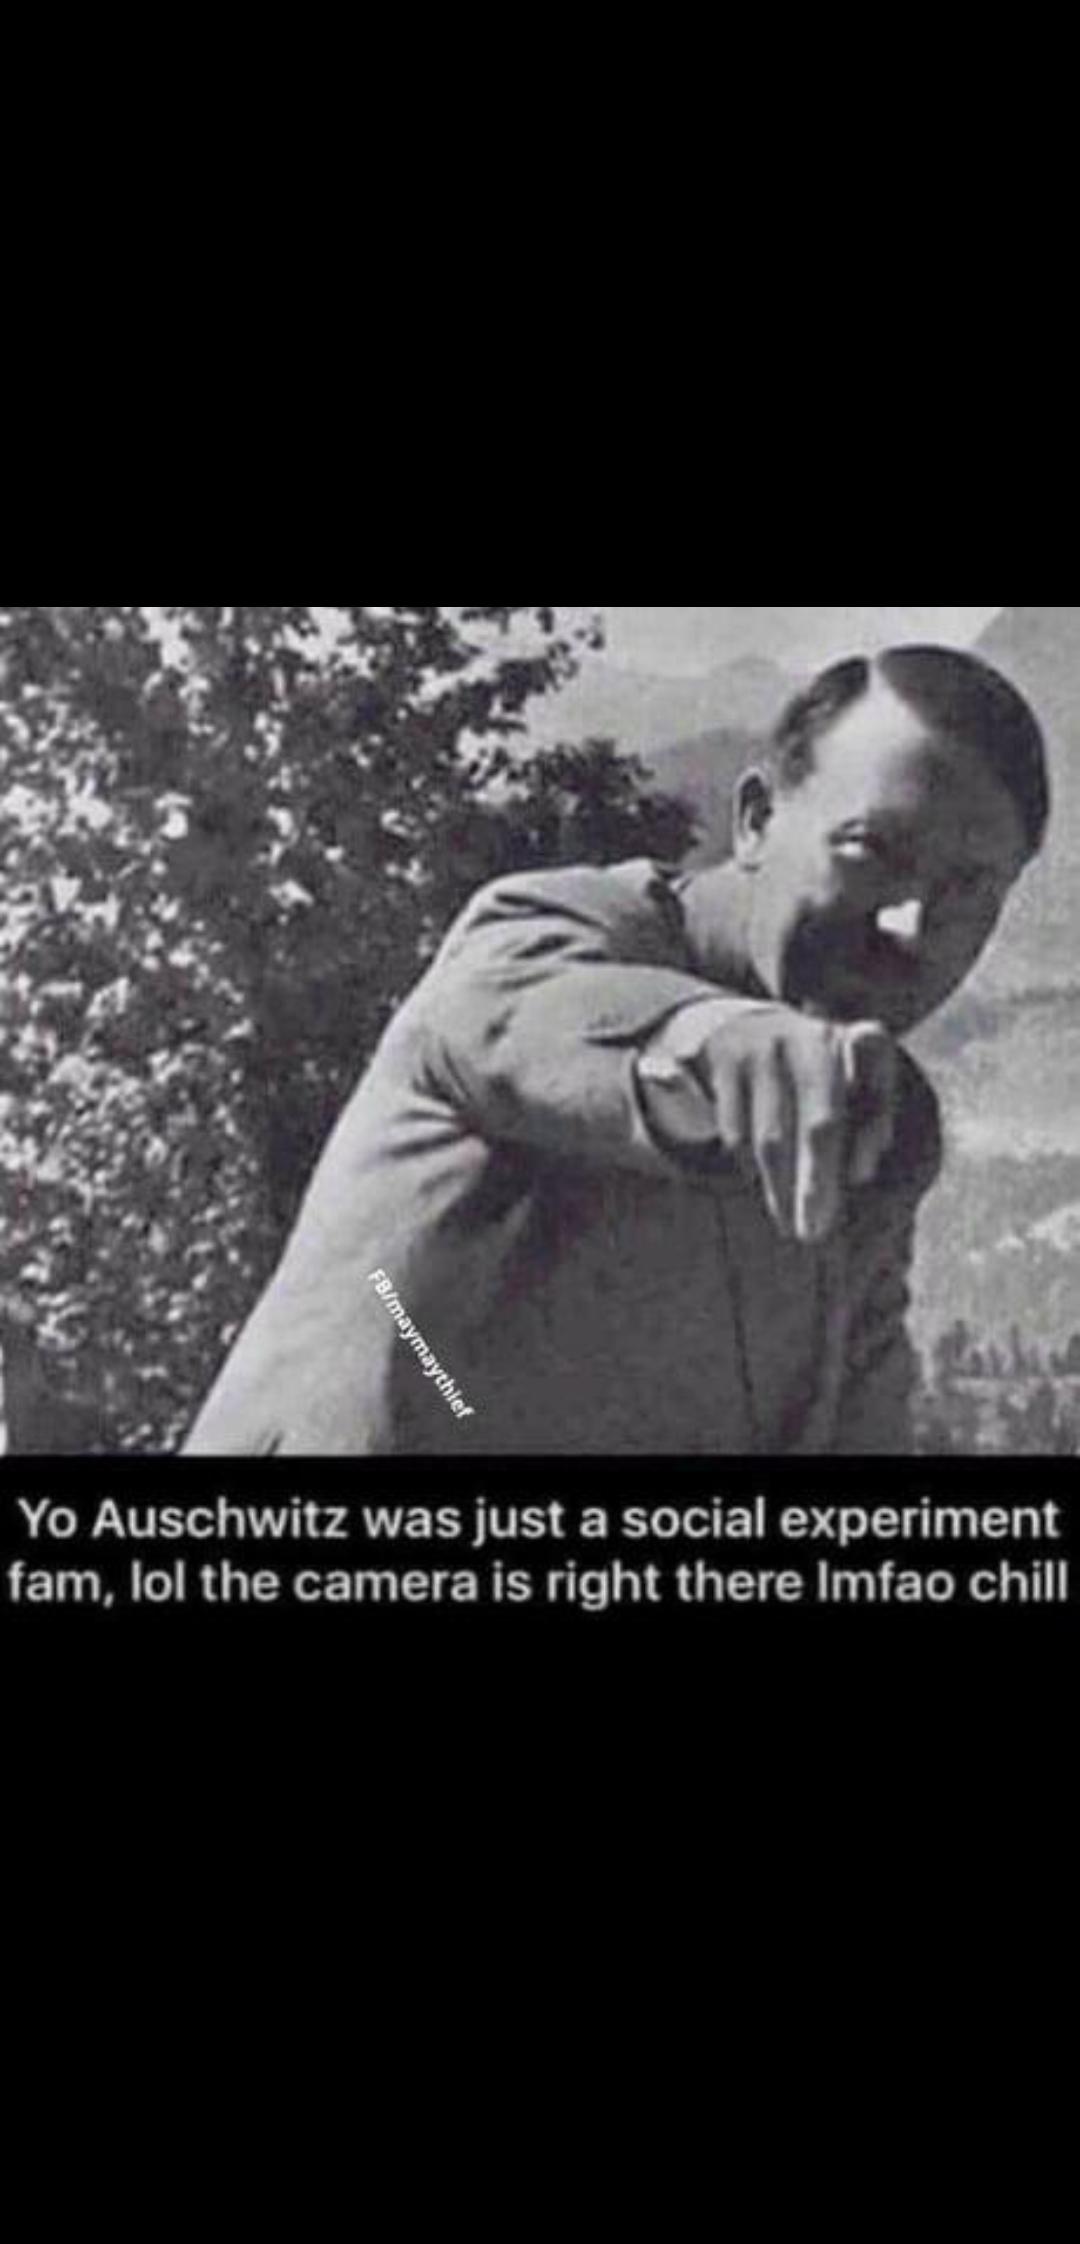 FB/maymaythief
Yo Auschwitz was just a social experiment
fam, lol the camera is right there lmfao chill